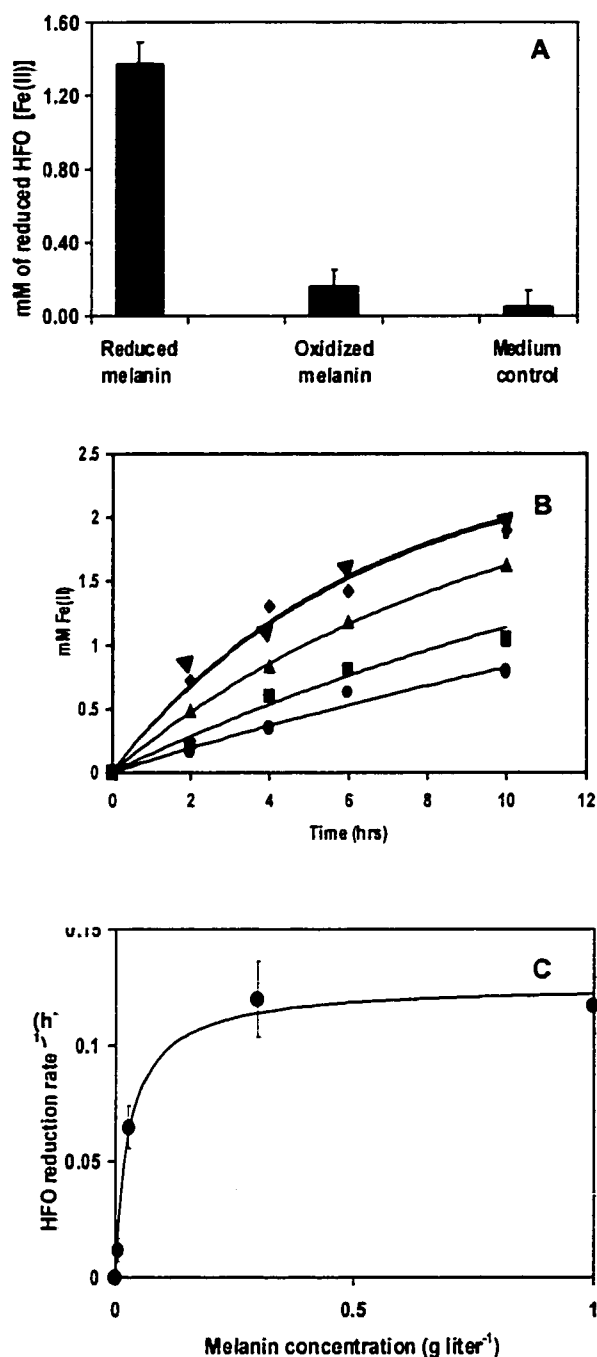 A
mM of reduced HFO [Fe(II)]
1.60
1.20
0.80
0.40
0.00
Reduced melanin
Oxidized melanin
Medium control
B
mM Fe(II)
2.5
2
1.5
1
0.5
0
0 2 4 6 8 10 12
Time (hrs)
C
HFO reduction rate
0.15
0.1
0.05
0
0 0.5 1
Melanin concentration (g liter⁻¹)